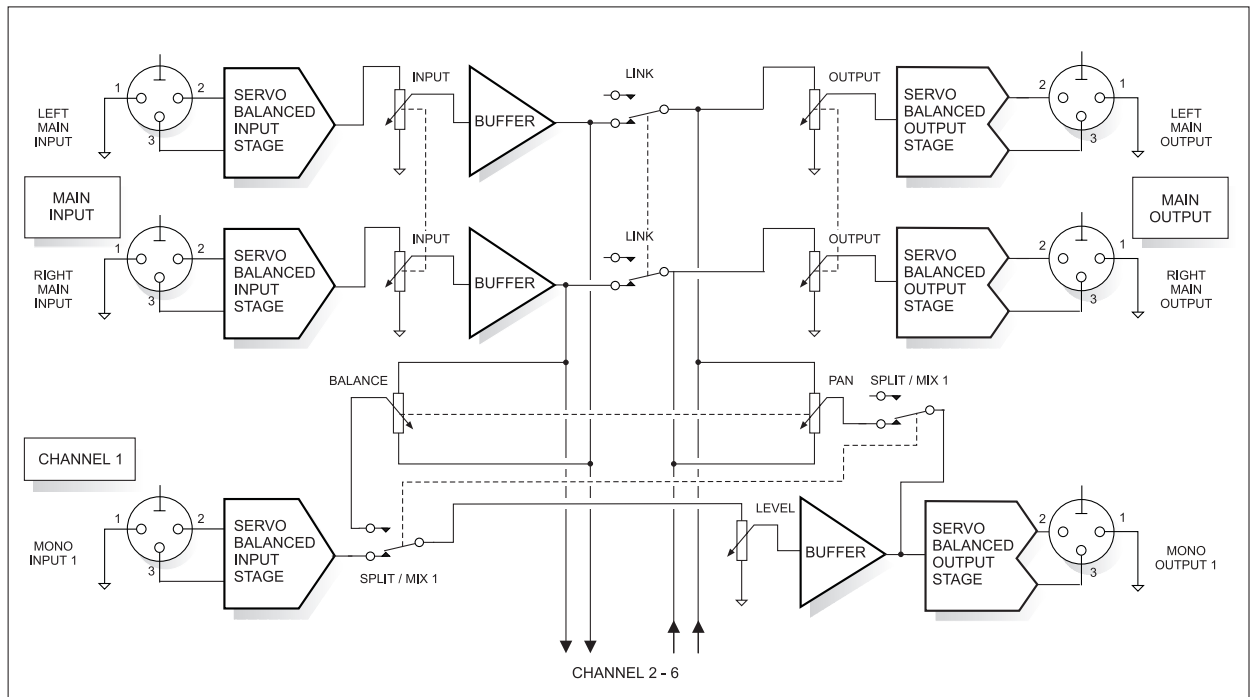 LINK
INPUT
OUTPUT
1
2
3
LEFT
MAIN
INPUT
SERVO
BALANCED
INPUT
STAGE
BUFFER
SERVO
BALANCED
OUTPUT
STAGE
2
1
3
LEFT
MAIN
OUTPUT
MAIN
INPUT
MAIN
OUTPUT
LINK
INPUT
OUTPUT
1
2
3
RIGHT
MAIN
INPUT
SERVO
BALANCED
INPUT
STAGE
BUFFER
SERVO
BALANCED
OUTPUT
STAGE
2
1
3
RIGHT
MAIN
OUTPUT
BALANCE
PAN
SPLIT / MIX 1
CHANNEL 1
1
2
3
MONO
INPUT 1
SERVO
BALANCED
INPUT
STAGE
SPLIT / MIX 1
LEVEL
BUFFER
SERVO
BALANCED
OUTPUT
STAGE
2
1
3
MONO
OUTPUT 1
CHANNEL 2 - 6